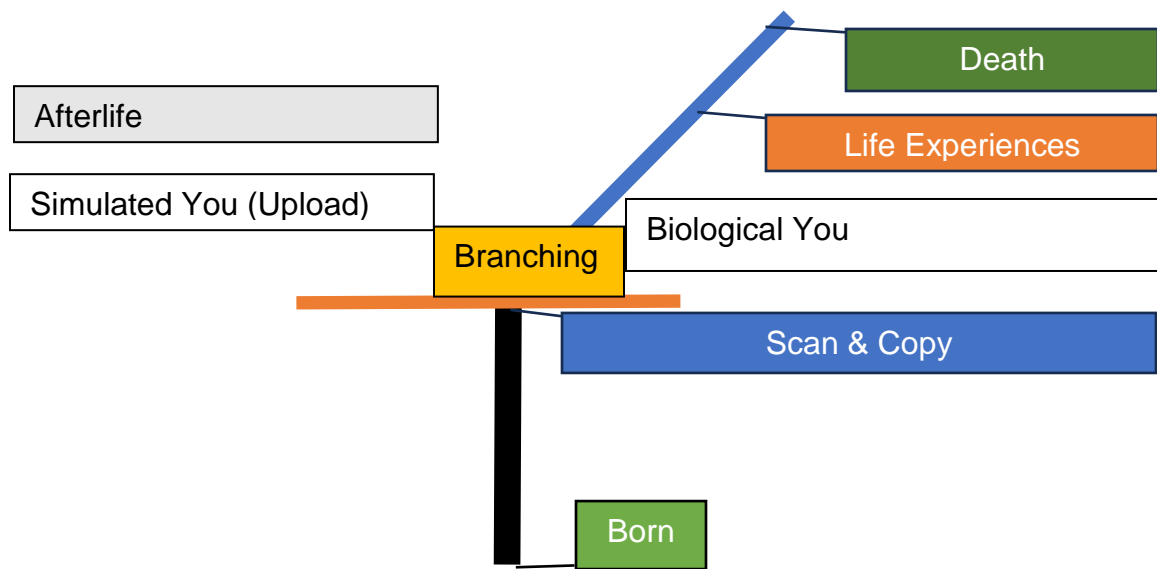 Death
Afterlife
Life Experiences
Simulated You (Upload)
Biological You
Branching
Scan & Copy
Born